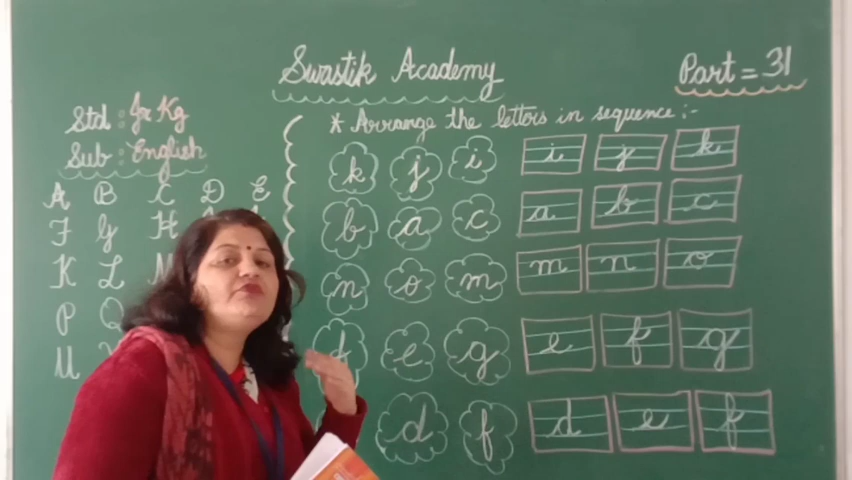 Swastik Academy
Part = 31
Std : Jr Kg
Sub : English
* Arrange the letters in sequence :-
A B C D E
F G H
K L M
P Q
U
k j i i j k
b a c a b c
n o m m n o
f e g e f g
d f d e f